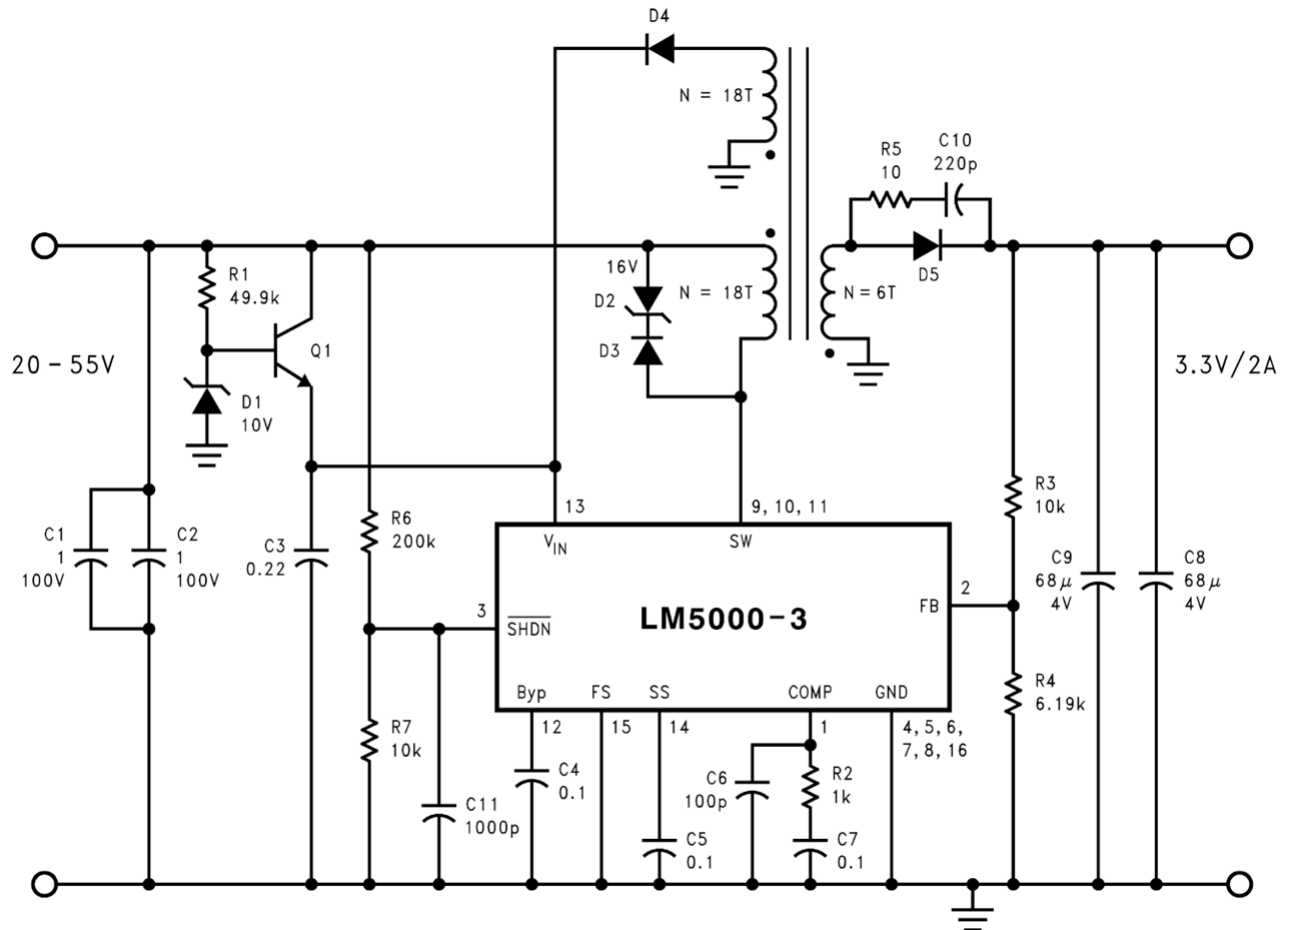 D4
N = 18T
R5
10
C10
220p
R1
49.9k
16V
D2
N = 18T
N = 6T
D5
D3
Q1
20 – 55V
3.3V/2A
D1
10V
13
9, 10, 11
R3
10k
R6
200k
C1
1
100V
C2
1
100V
C3
0.22
VIN
SW
C9
68μ
4V
C8
68μ
4V
3
SHDN
LM5000-3
FB
2
R4
6.19k
Byp
FS
SS
COMP
GND
R7
10k
12
15
14
1
4, 5, 6,
7, 8, 16
C4
0.1
C6
100p
R2
1k
C11
1000p
C5
0.1
C7
0.1